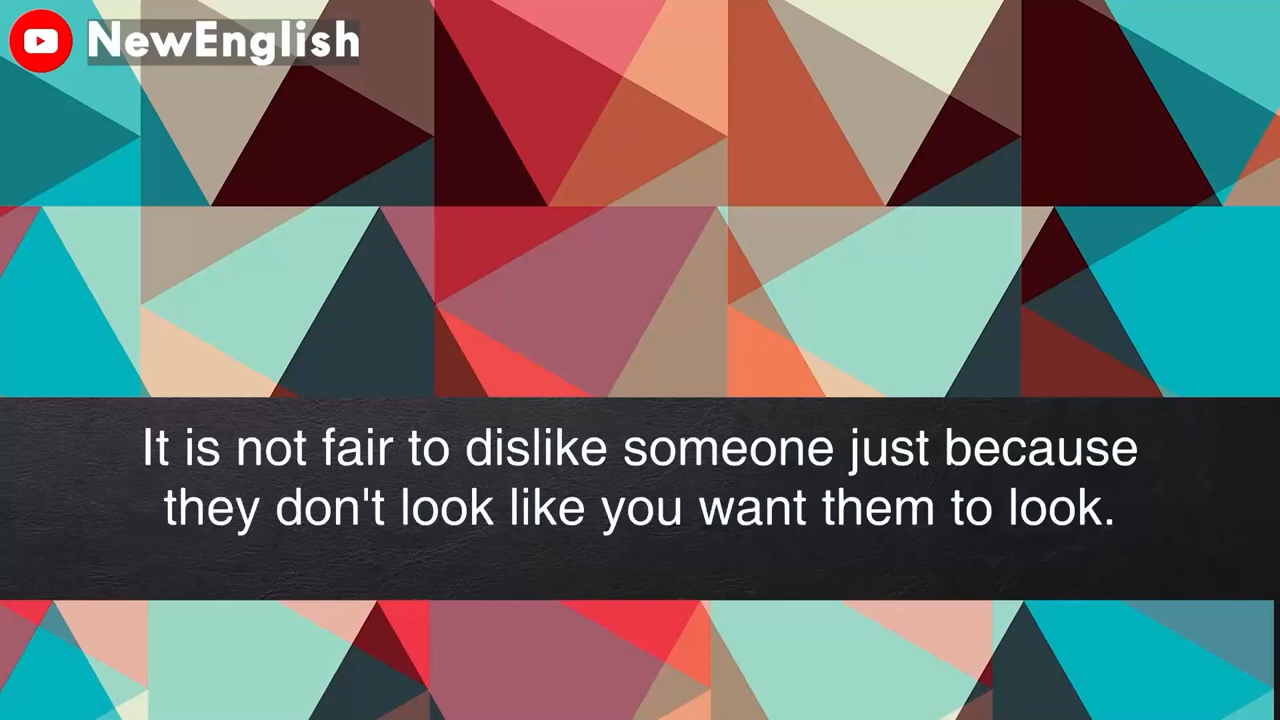 NewEnglish
It is not fair to dislike someone just because
they don't look like you want them to look.